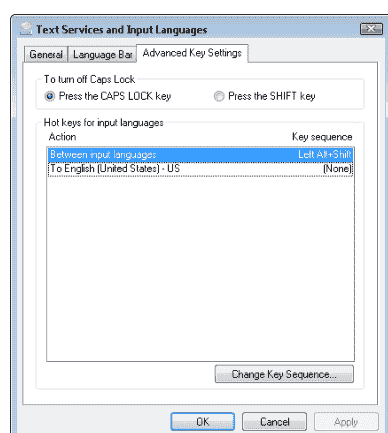 Text Services and Input Languages
General Language Bar Advanced Key Settings
To turn off Caps Lock
Press the CAPS LOCK key Press the SHIFT key
Hot keys for input languages
Action Key sequence
Between input languages Left Alt+Shift
To English (United States) - US (None)
Change Key Sequence...
OK Cancel Apply